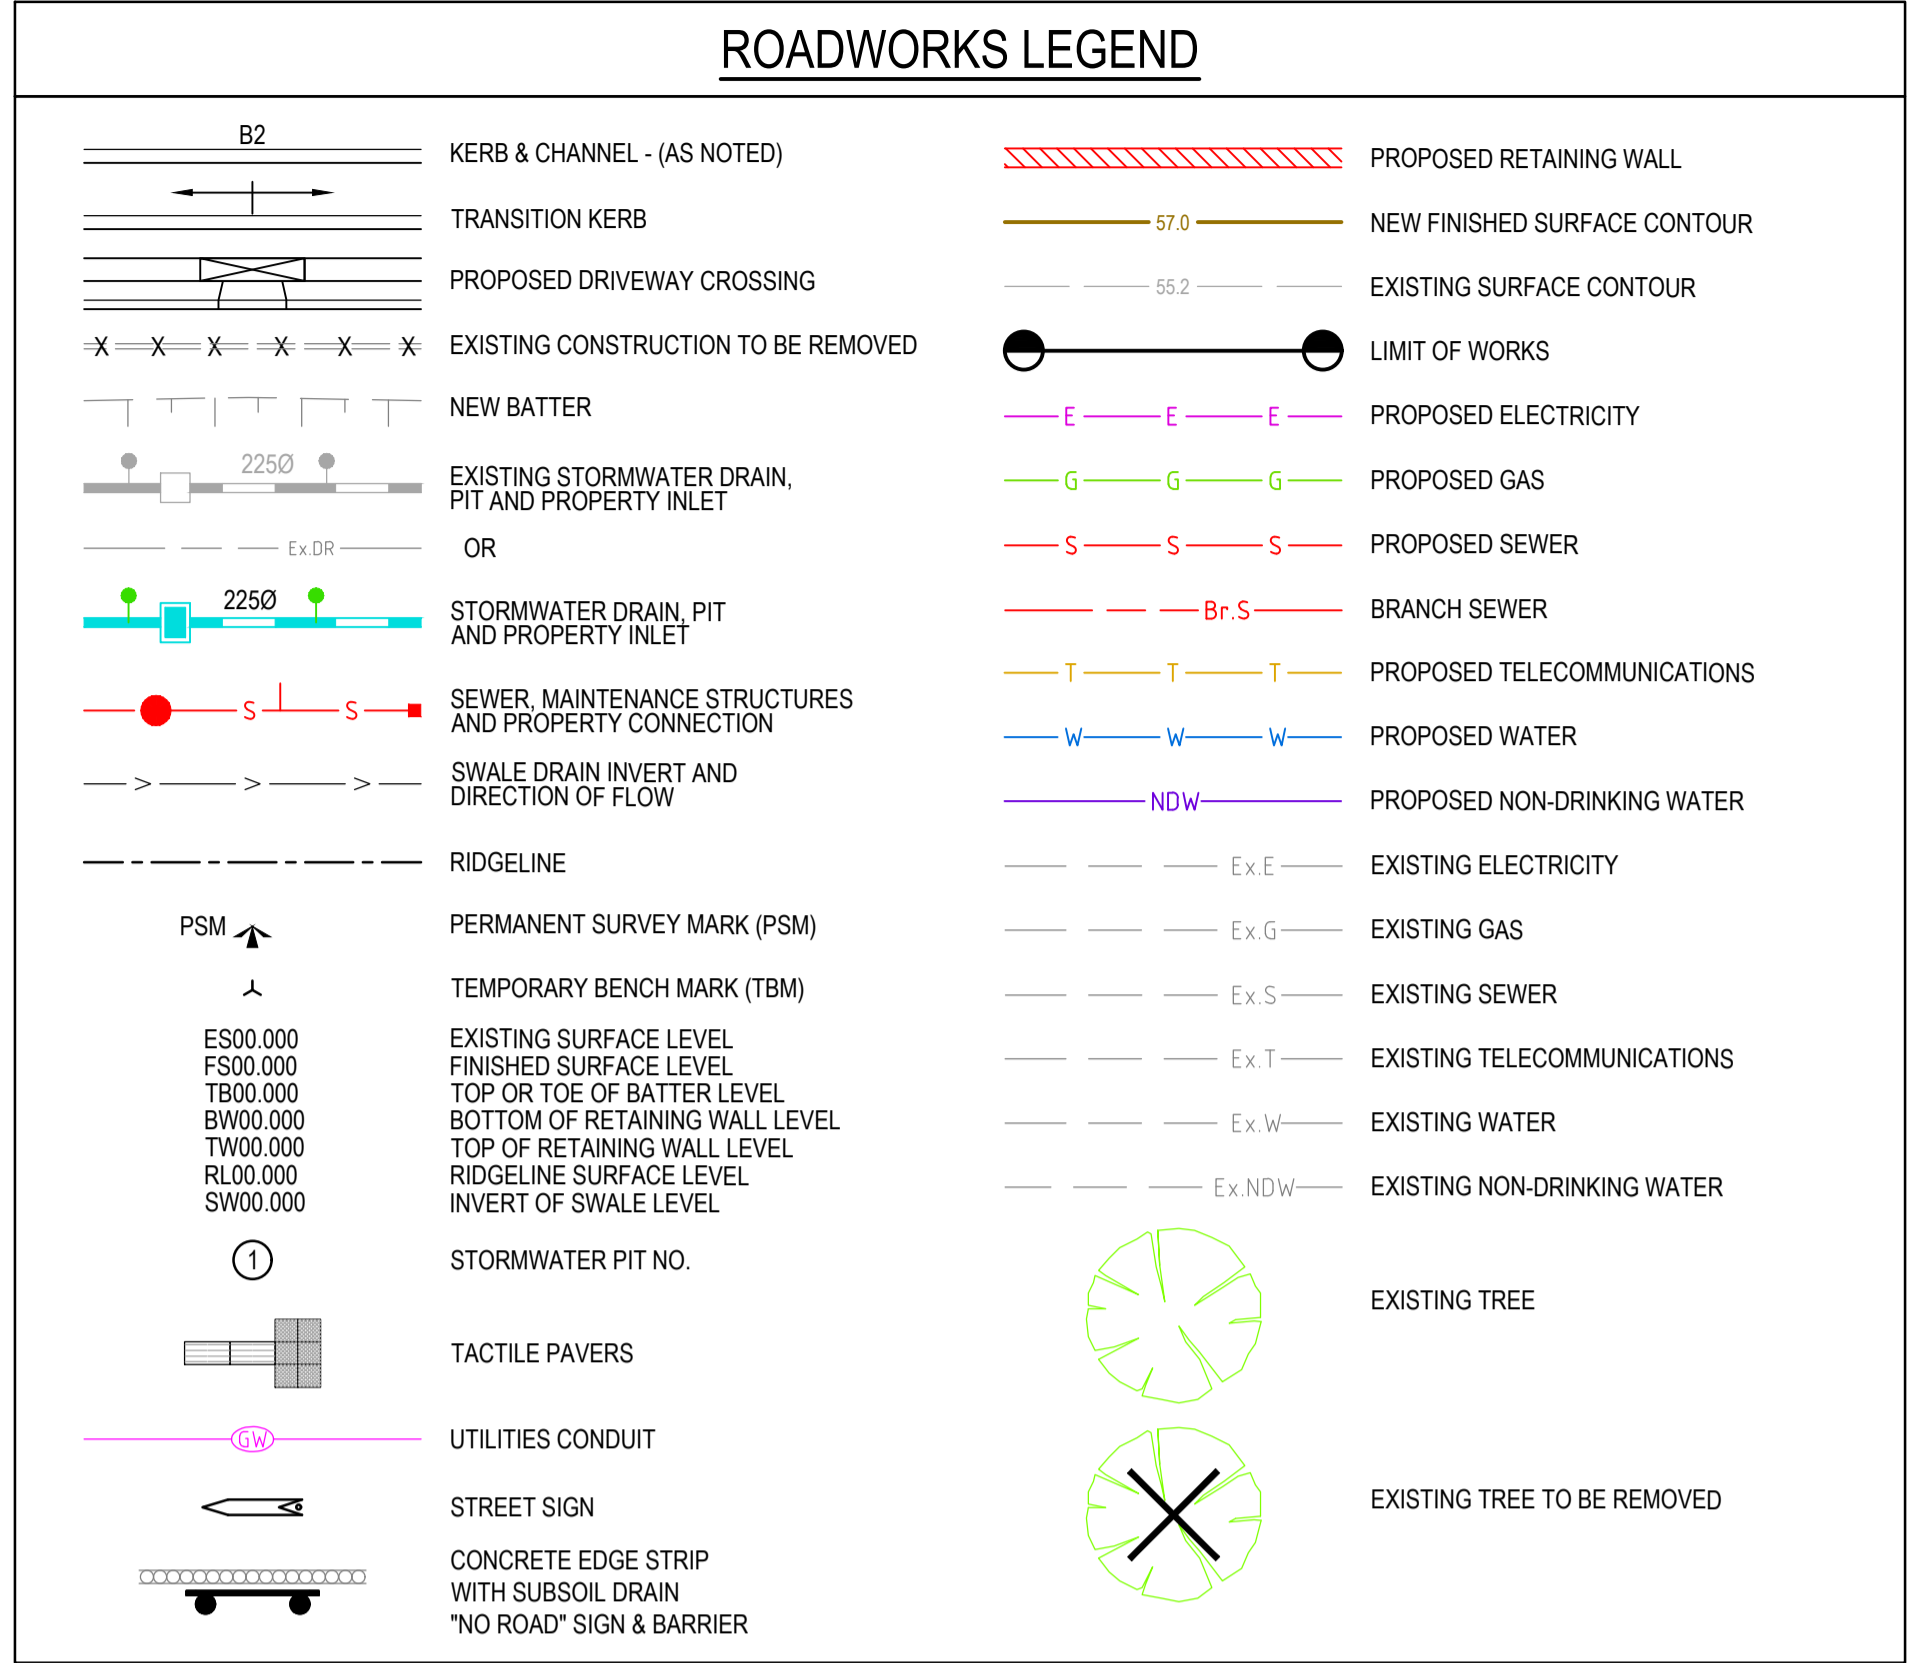 ROADWORKS LEGEND
B2
KERB & CHANNEL - (AS NOTED)
TRANSITION KERB
PROPOSED DRIVEWAY CROSSING
X X X X X X
EXISTING CONSTRUCTION TO BE REMOVED
NEW BATTER
225Ø
EXISTING STORMWATER DRAIN,
PIT AND PROPERTY INLET
Ex.DR
OR
225Ø
STORMWATER DRAIN, PIT
AND PROPERTY INLET
S S
SEWER, MAINTENANCE STRUCTURES
AND PROPERTY CONNECTION
> > >
SWALE DRAIN INVERT AND
DIRECTION OF FLOW
RIDGELINE
PSM
PERMANENT SURVEY MARK (PSM)
TEMPORARY BENCH MARK (TBM)
ES00.000 EXISTING SURFACE LEVEL
FS00.000 FINISHED SURFACE LEVEL
TB00.000 TOP OR TOE OF BATTER LEVEL
BW00.000 BOTTOM OF RETAINING WALL LEVEL
TW00.000 TOP OF RETAINING WALL LEVEL
RL00.000 RIDGELINE SURFACE LEVEL
SW00.000 INVERT OF SWALE LEVEL
1
STORMWATER PIT NO.
TACTILE PAVERS
GW
UTILITIES CONDUIT
STREET SIGN
CONCRETE EDGE STRIP
WITH SUBSOIL DRAIN
"NO ROAD" SIGN & BARRIER
PROPOSED RETAINING WALL
57.0
NEW FINISHED SURFACE CONTOUR
55.2
EXISTING SURFACE CONTOUR
LIMIT OF WORKS
E E E
PROPOSED ELECTRICITY
G G G
PROPOSED GAS
S S S
PROPOSED SEWER
Br.S
BRANCH SEWER
T T T
PROPOSED TELECOMMUNICATIONS
W W W
PROPOSED WATER
NDW
PROPOSED NON-DRINKING WATER
Ex.E
EXISTING ELECTRICITY
Ex.G
EXISTING GAS
Ex.S
EXISTING SEWER
Ex.T
EXISTING TELECOMMUNICATIONS
Ex.W
EXISTING WATER
Ex.NDW
EXISTING NON-DRINKING WATER
EXISTING TREE
EXISTING TREE TO BE REMOVED